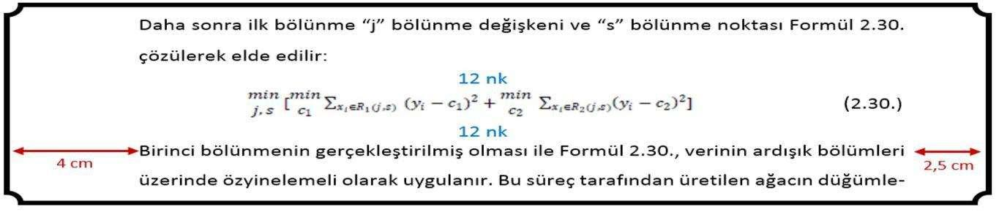 Daha sonra ilk bölünme “j” bölünme değişkeni ve “s” bölünme noktası Formül 2.30.
çözülerek elde edilir:
12 nk
min j,s [min c₁ ∑xᵢ∈R₁(j,s) (yᵢ − c₁)² + min c₂ ∑xᵢ∈R₂(j,s)(yᵢ − c₂)²] (2.30.)
12 nk
4 cm Birinci bölünmenin gerçekleştirilmiş olması ile Formül 2.30., verinin ardışık bölümleri 2,5 cm
üzerinde özyinelemeli olarak uygulanır. Bu süreç tarafından üretilen ağacın düğümle-